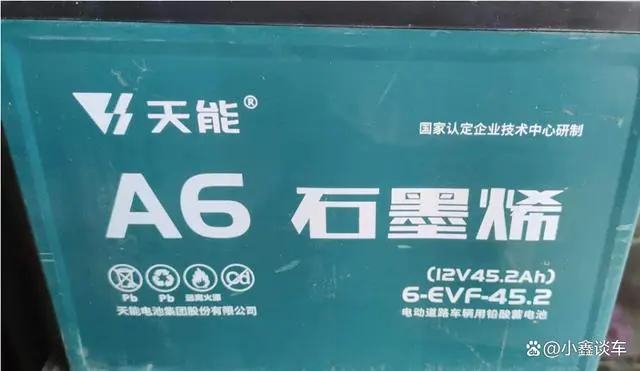 天能®
国家认定企业技术中心研制
A6 石墨烯
(12V45.2Ah)
6-EVF-45.2
电动道路车辆用铅酸蓄电池
Pb Pb 远离火源 Cd
天能电池集团股份有限公司
@小鑫谈车